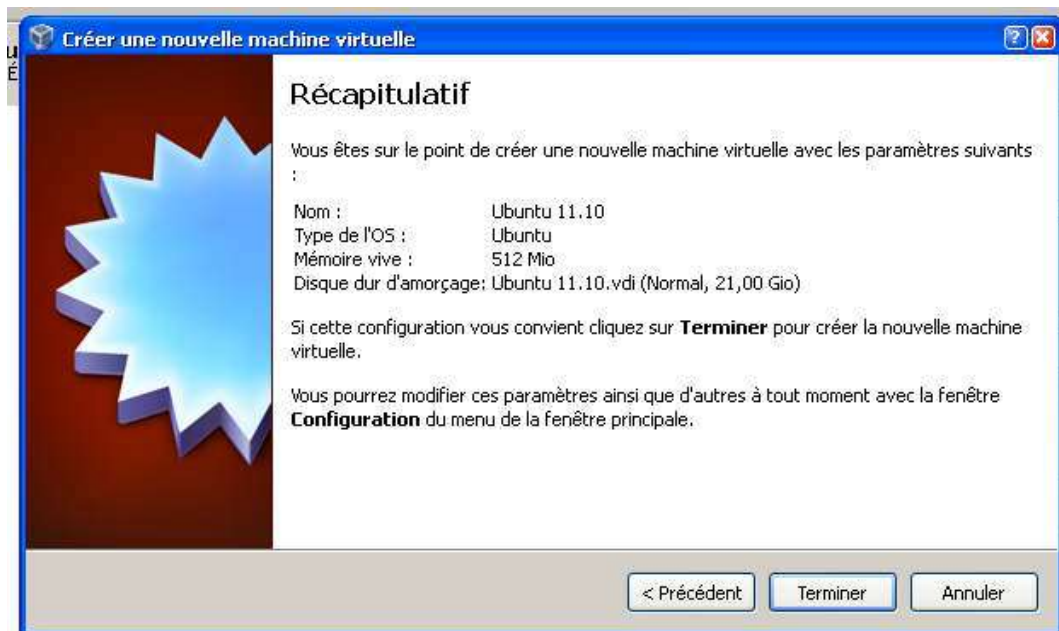 Créer une nouvelle machine virtuelle
Récapitulatif
Vous êtes sur le point de créer une nouvelle machine virtuelle avec les paramètres suivants
:
Nom : Ubuntu 11.10
Type de l'OS : Ubuntu
Mémoire vive : 512 Mio
Disque dur d'amorçage: Ubuntu 11.10.vdi (Normal, 21,00 Gio)
Si cette configuration vous convient cliquez sur Terminer pour créer la nouvelle machine
virtuelle.
Vous pourrez modifier ces paramètres ainsi que d'autres à tout moment avec la fenêtre
Configuration du menu de la fenêtre principale.
< Précédent Terminer Annuler